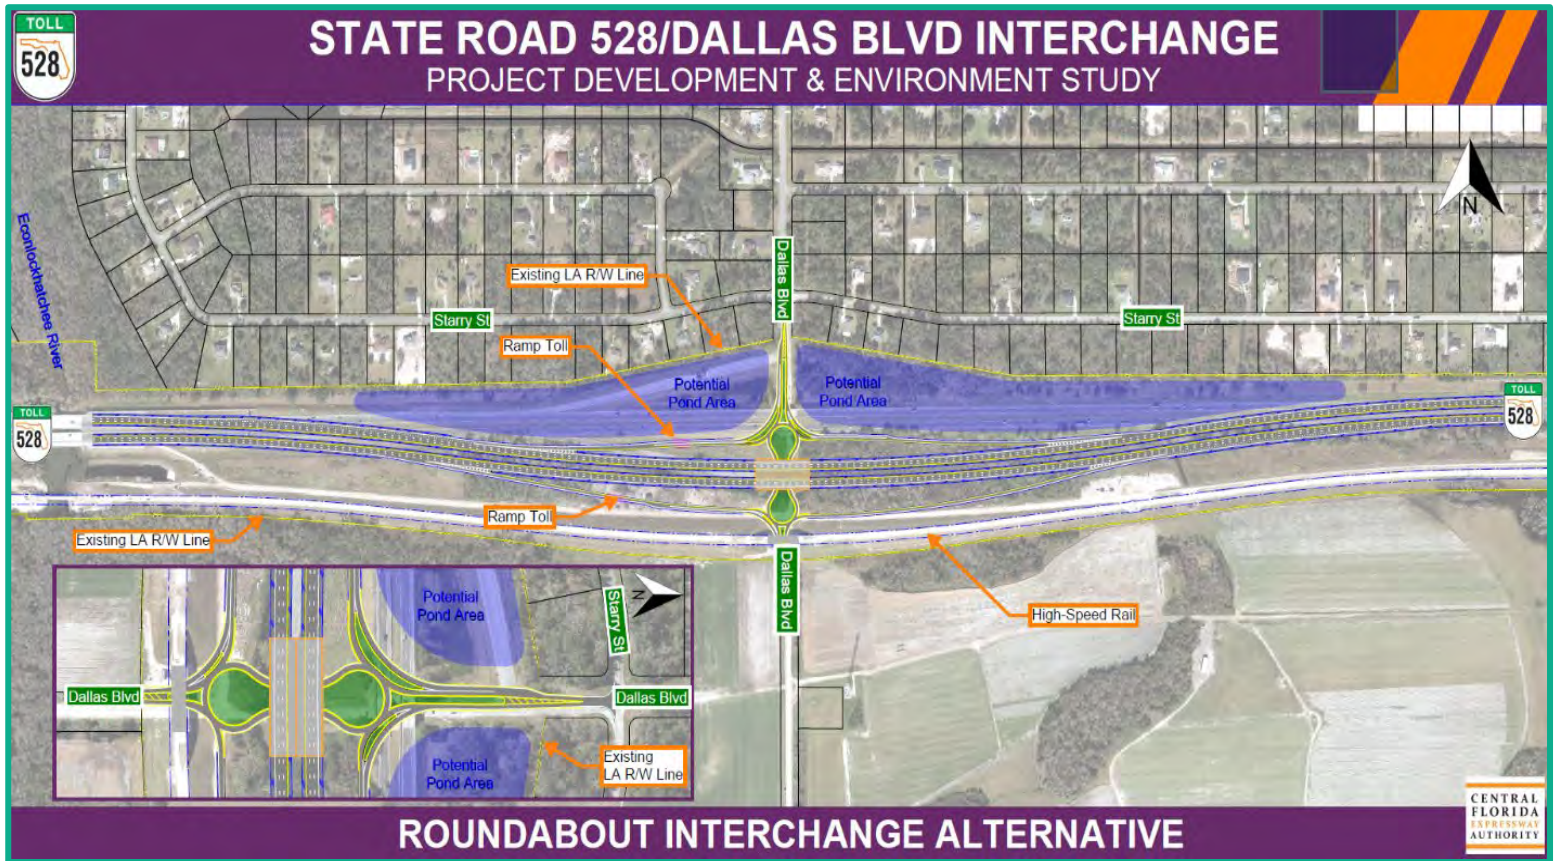 TOLL
528
STATE ROAD 528/DALLAS BLVD INTERCHANGE
PROJECT DEVELOPMENT & ENVIRONMENT STUDY
N
Econlockhatchee River
Existing LA R/W Line
Dallas Blvd
Starry St
Starry St
Ramp Toll
Potential
Pond Area
Potential
Pond Area
TOLL
528
TOLL
528
Ramp Toll
Existing LA R/W Line
Dallas Blvd
High-Speed Rail
Potential
Pond Area
Starry St
N
Dallas Blvd
Dallas Blvd
Existing
LA R/W Line
Potential
Pond Area
ROUNDABOUT INTERCHANGE ALTERNATIVE
CENTRAL
FLORIDA
EXPRESSWAY
AUTHORITY